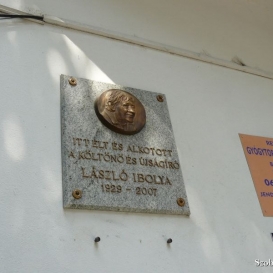 ITT ÉLT ÉS ALKOTOTT
A KÖLTŐNŐ ÉS ÚJSÁGÍRÓ
LÁSZLÓ IBOLYA
1929 - 2007